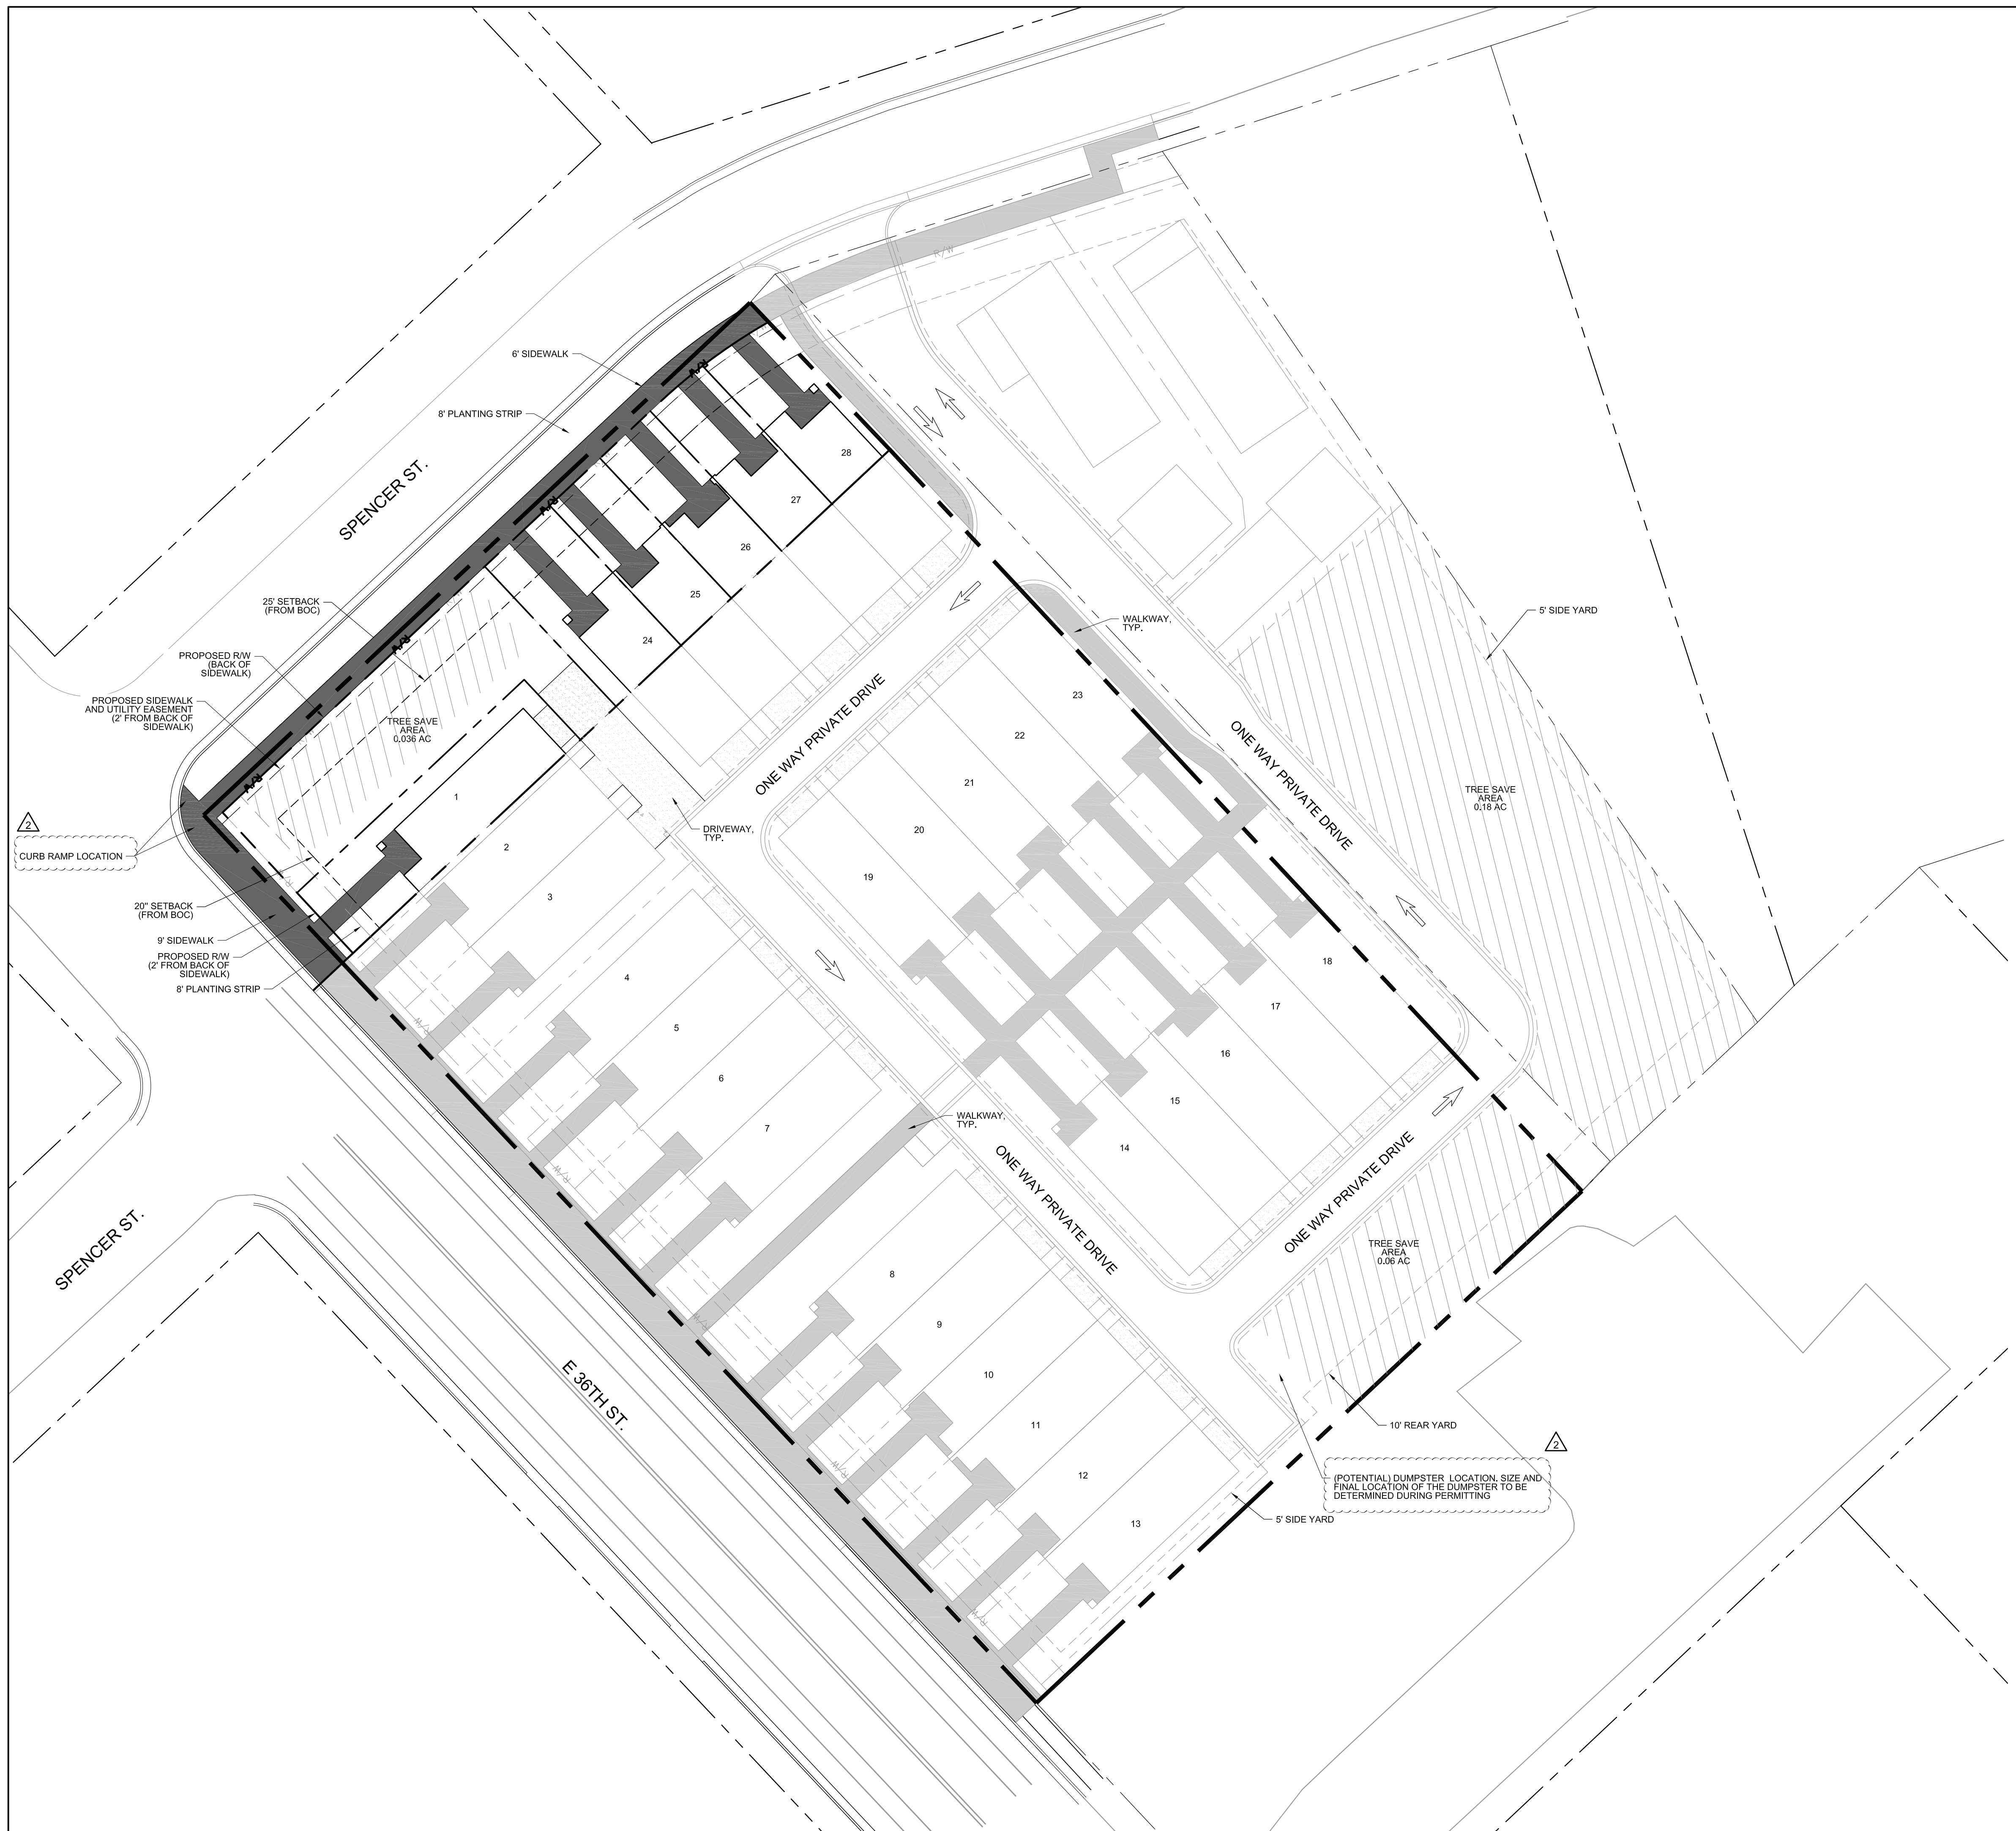 R/W
6' SIDEWALK
R/W
8' PLANTING STRIP
28
SPENCER ST.
27
R/W
26
25
25' SETBACK
(FROM BOC)
5' SIDE YARD
WALKWAY,
TYP.
24
R/W
PROPOSED R/W
(BACK OF
SIDEWALK)
23
ONE WAY PRIVATE DRIVE
PROPOSED SIDEWALK
AND UTILITY EASEMENT
(2' FROM BACK OF
SIDEWALK)
TREE SAVE
AREA
0.036 AC
22
ONE WAY PRIVATE DRIVE
R/W
21
TREE SAVE
AREA
0.18 AC
1
2
CURB RAMP LOCATION
DRIVEWAY,
TYP.
20
2
19
3
R/W
20" SETBACK
(FROM BOC)
9' SIDEWALK
PROPOSED R/W
(2' FROM BACK OF
SIDEWALK)
8' PLANTING STRIP
18
4
17
R/W
5
16
6
15
WALKWAY,
TYP.
7
14
ONE WAY PRIVATE DRIVE
ONE WAY PRIVATE DRIVE
R/W
SPENCER ST.
TREE SAVE
AREA
0.06 AC
8
R/W
9
10
E 36TH ST.
11
10' REAR YARD
2
R/W
12
(POTENTIAL) DUMPSTER LOCATION. SIZE AND
FINAL LOCATION OF THE DUMPSTER TO BE
DETERMINED DURING PERMITTING
13
5' SIDE YARD
R/W